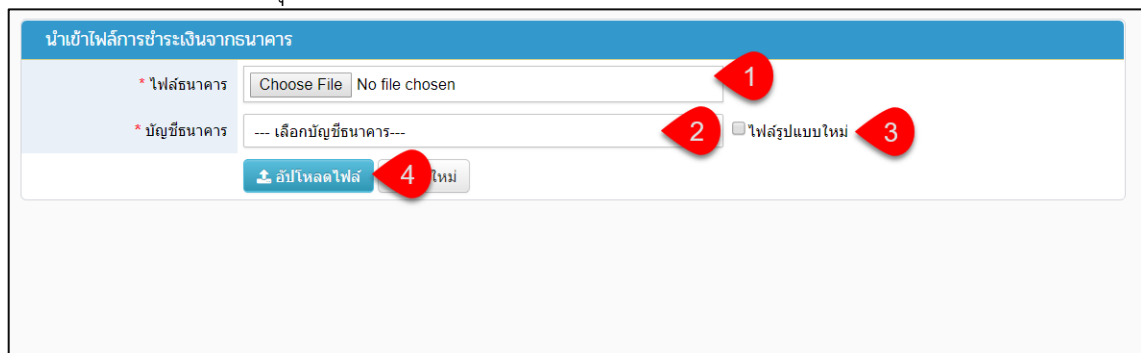 นำเข้าไฟล์การชำระเงินจากธนาคาร
* ไฟล์ธนาคาร Choose File No file chosen 1
* บัญชีธนาคาร --- เลือกบัญชีธนาคาร--- 2 ไฟล์รูปแบบใหม่ 3
อัปโหลดไฟล์ 4 ใหม่